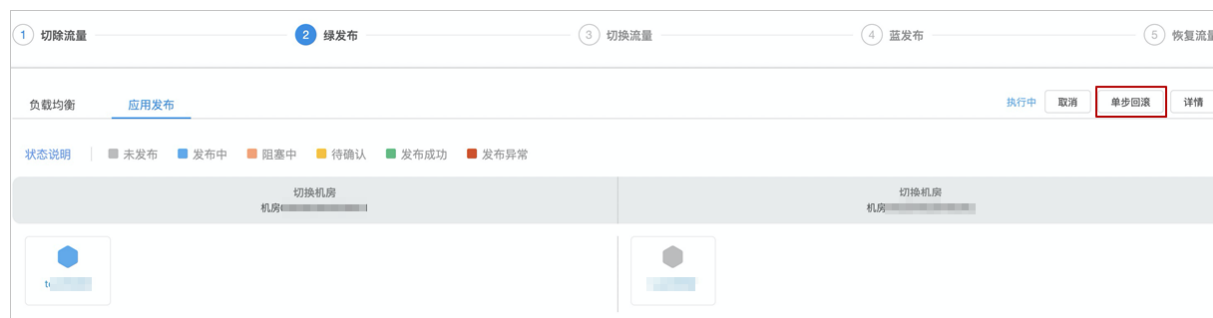 1 切除流量 2 绿发布 3 切换流量 4 蓝发布 5 恢复流量
负载均衡 应用发布 执行中 取消 单步回滚 详情
状态说明 未发布 发布中 阻塞中 待确认 发布成功 发布异常
切换机房 切换机房
机房 机房